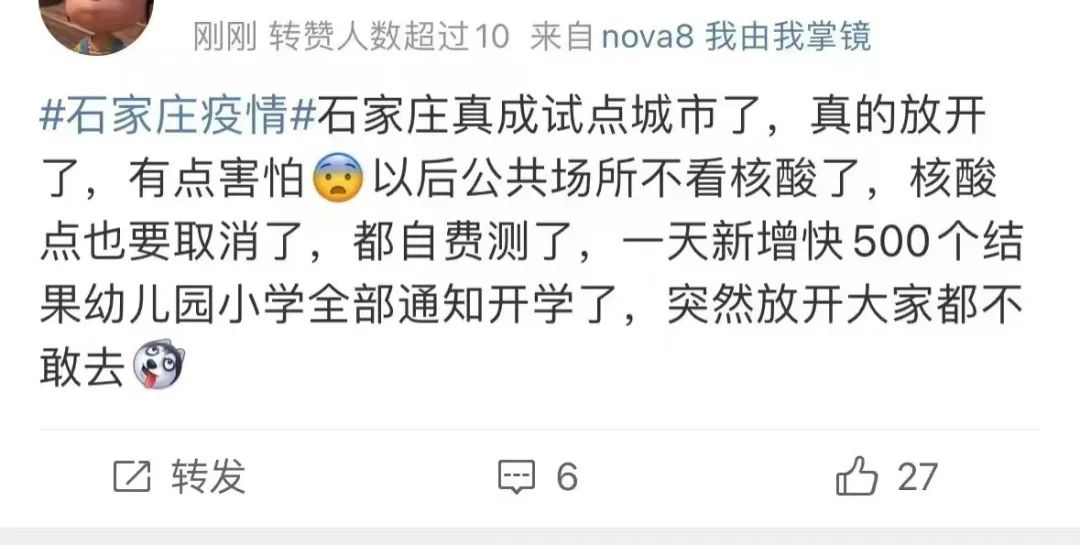 刚刚 转赞人数超过10 来自 nova8 我由我掌镜
#石家庄疫情#石家庄真成试点城市了，真的放开
了，有点害怕😨以后公共场所不看核酸了，核酸
点也要取消了，都自费测了，一天新增快500个结
果幼儿园小学全部通知开学了，突然放开大家都不
敢去
转发 6 27